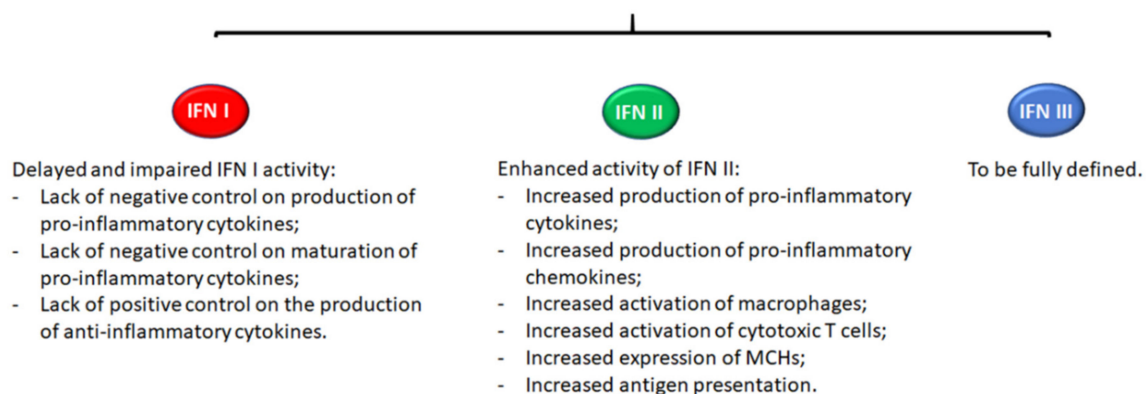 IFN I
Delayed and impaired IFN I activity:
- Lack of negative control on production of
pro-inflammatory cytokines;
- Lack of negative control on maturation of
pro-inflammatory cytokines;
- Lack of positive control on the production
of anti-inflammatory cytokines.
IFN II
Enhanced activity of IFN II:
- Increased production of pro-inflammatory
cytokines;
- Increased production of pro-inflammatory
chemokines;
- Increased activation of macrophages;
- Increased activation of cytotoxic T cells;
- Increased expression of MCHs;
- Increased antigen presentation.
IFN III
To be fully defined.